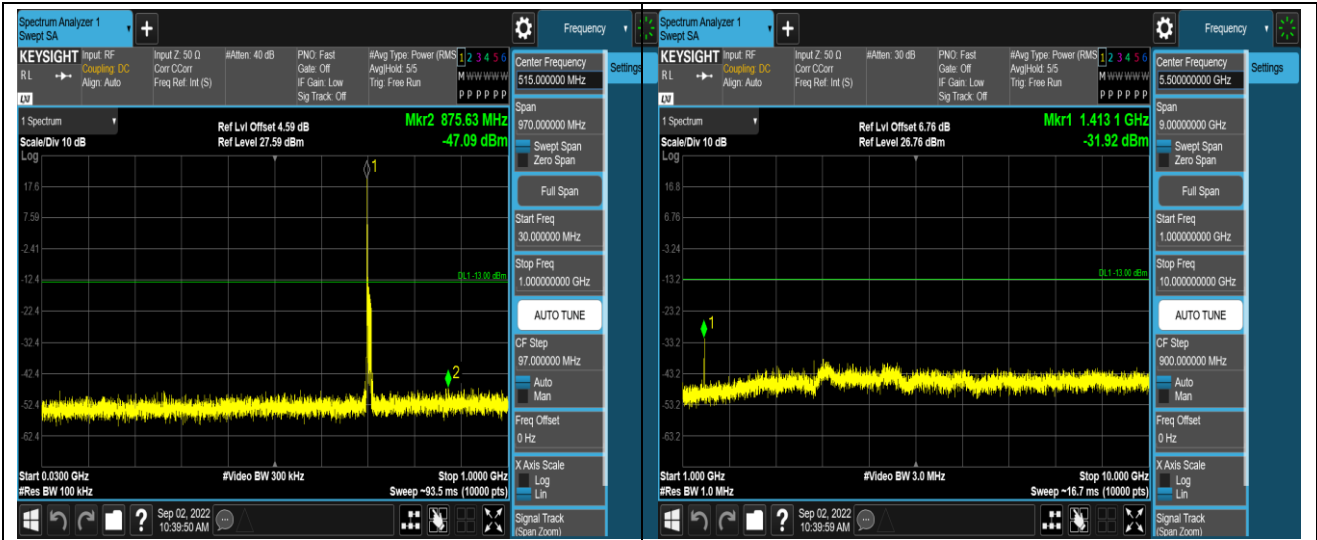 Spectrum Analyzer 1
Swept SA
+
Frequency
KEYSIGHT
RL
LXI
Input: RF
Coupling: DC
Align: Auto
Input Z: 50 Ω
Corr CCorr
Freq Ref: Int (S)
#Atten: 40 dB
PNO: Fast
Gate: Off
IF Gain: Low
Sig Track: Off
#Avg Type: Power (RMS
Avg|Hold: 5/5
Trig: Free Run
1 2 3 4 5 6
M W W W W W
P P P P P P
Center Frequency
515.000000 MHz
Settings
1 Spectrum
Scale/Div 10 dB
Log
Ref Lvl Offset 4.59 dB
Ref Level 27.59 dBm
Mkr2 875.63 MHz
-47.09 dBm
Span
970.000000 MHz
Swept Span
Zero Span
Full Span
Start Freq
30.000000 MHz
Stop Freq
1.000000000 GHz
AUTO TUNE
CF Step
97.000000 MHz
Auto
Man
Freq Offset
0 Hz
X Axis Scale
Log
Lin
Signal Track
(Span Zoom)
1
17.6
7.59
-2.41
DL1 -13.00 dBm
-12.4
-22.4
-32.4
-42.4
2
-52.4
-62.4
Start 0.0300 GHz
#Video BW 300 kHz
Stop 1.0000 GHz
#Res BW 100 kHz
Sweep ~93.5 ms (10000 pts)
?
Sep 02, 2022
10:39:50 AM
Spectrum Analyzer 1
Swept SA
+
Frequency
KEYSIGHT
RL
LXI
Input: RF
Coupling: DC
Align: Auto
Input Z: 50 Ω
Corr CCorr
Freq Ref: Int (S)
#Atten: 30 dB
PNO: Fast
Gate: Off
IF Gain: Low
Sig Track: Off
#Avg Type: Power (RMS
Avg|Hold: 5/5
Trig: Free Run
1 2 3 4 5 6
M W W W W W
P P P P P P
Center Frequency
5.500000000 GHz
Settings
1 Spectrum
Scale/Div 10 dB
Log
Ref Lvl Offset 6.76 dB
Ref Level 26.76 dBm
Mkr1 1.413 1 GHz
-31.92 dBm
Span
9.00000000 GHz
Swept Span
Zero Span
Full Span
Start Freq
1.000000000 GHz
Stop Freq
10.000000000 GHz
AUTO TUNE
CF Step
900.000000 MHz
Auto
Man
Freq Offset
0 Hz
X Axis Scale
Log
Lin
Signal Track
(Span Zoom)
16.8
6.76
-3.24
DL1 -13.00 dBm
-13.2
-23.2
1
-33.2
-43.2
-53.2
-63.2
Start 1.000 GHz
#Video BW 3.0 MHz
Stop 10.000 GHz
#Res BW 1.0 MHz
Sweep ~16.7 ms (10000 pts)
?
Sep 02, 2022
10:39:59 AM